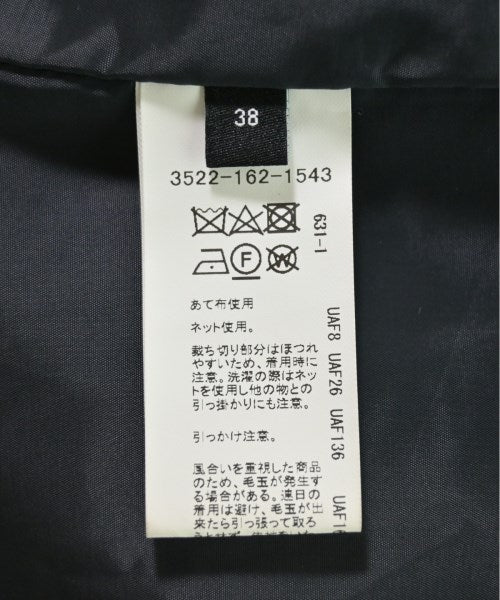 38
3522-162-1543
631-1
F
W
あて布使用
ネット使用。
裁ち切り部分はほつれ
やすいため、着用時に
注意。洗濯の際はネッ
トを使用し他の物との
引っ掛かりにも注意。
引っかけ注意。
風合いを重視した商品
のため、毛玉が発生す
る場合がある。連日の
着用は避け、毛玉が出
来たら引っ張って取ろ
UAF8 UAF26 UAF136